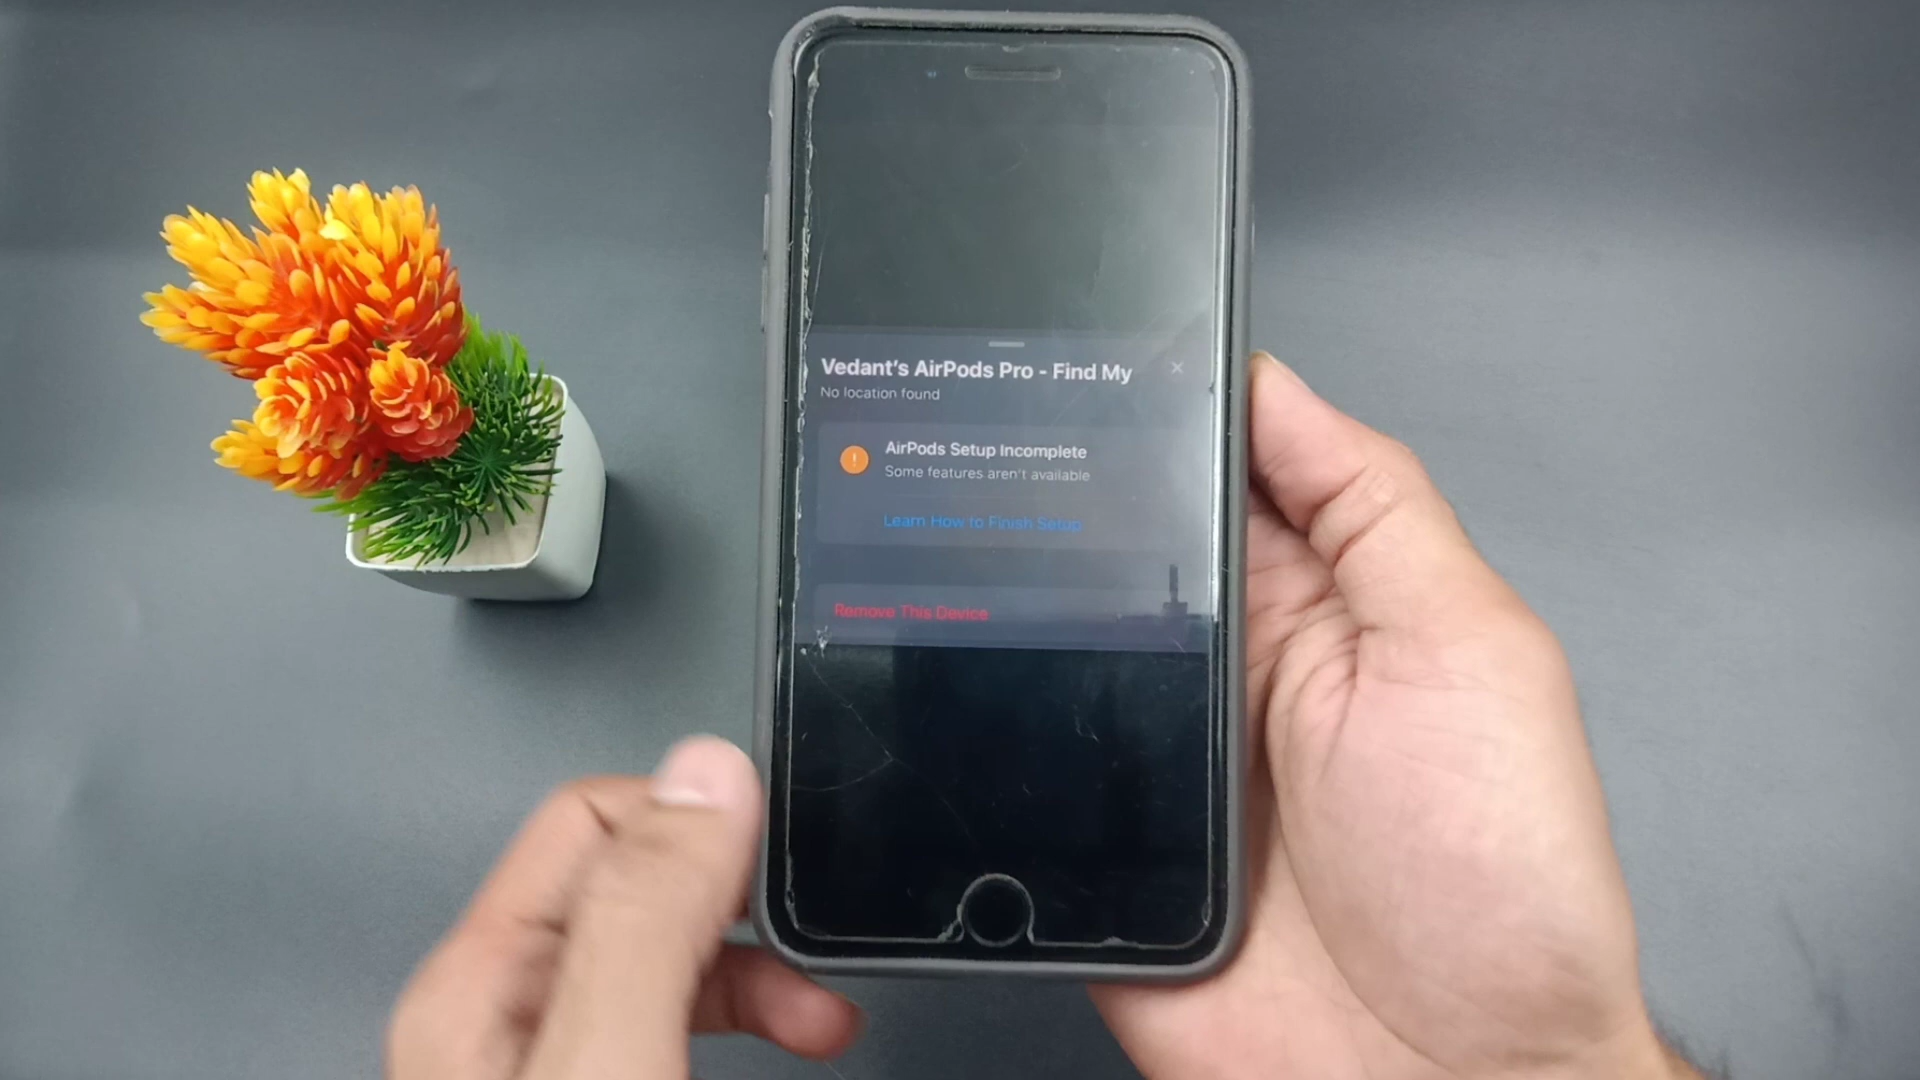 Vedant's AirPods Pro - Find My
No location found
AirPods Setup Incomplete
Some features aren't available
Learn How to Finish Setup
Remove This Device